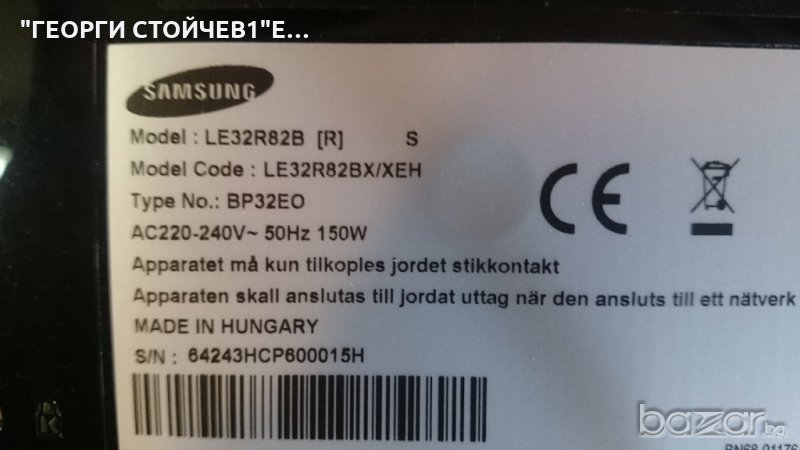 "ГЕОРГИ СТОЙЧЕВ1"Е...
SAMSUNG
Model : LE32R82B [R] S
Model Code : LE32R82BX/XEH
Type No.: BP32EO
AC220-240V~ 50Hz 150W
Apparatet må kun tilkoples jordet stikkontakt
Apparaten skall anslutas till jordat uttag när den ansluts till ett nätverk
MADE IN HUNGARY
S/N : 64243HCP600015H
bazar.bg